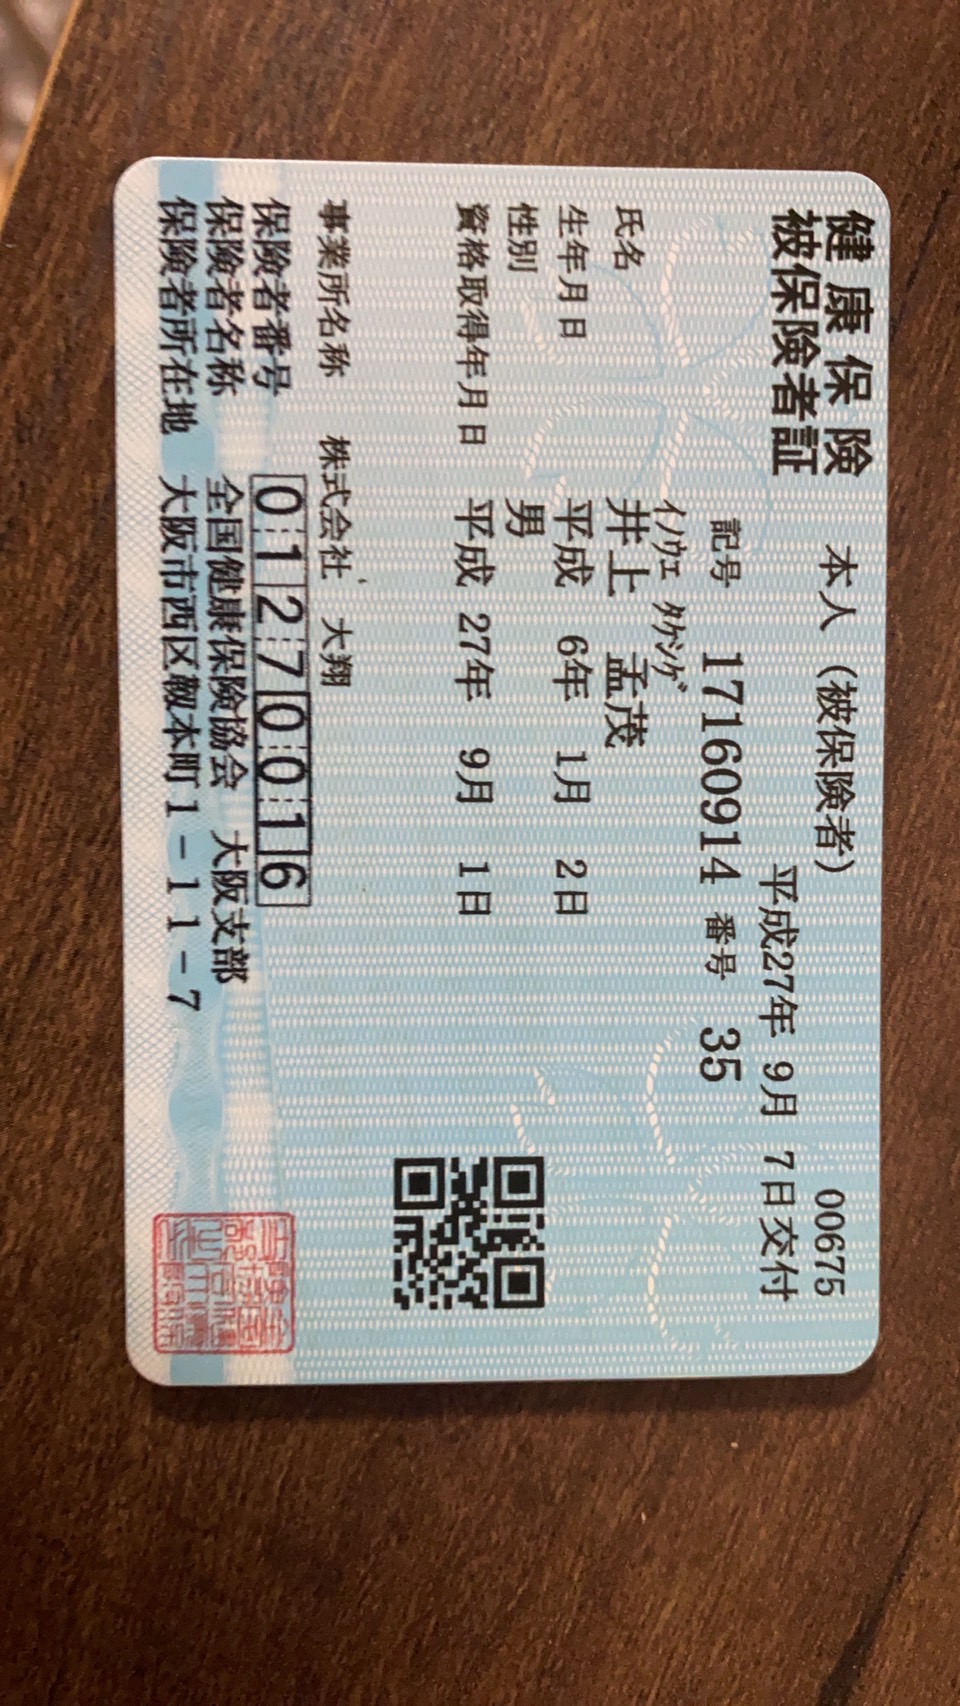 健康保険 本人（被保険者） 00675
被保険者証 平成27年 9月 7日交付
記号 17160914 番号 35
ｲﾉｳｴ ﾀｹｼｹﾞ
氏名 井上 孟茂
生年月日 平成 6年 1月 2日
性別 男
資格取得年月日 平成 27年 9月 1日
事業所名称 株式会社 大翔
保険者番号 01270016
保険者名称 全国健康保険協会 大阪支部
保険者所在地 大阪市西区靱本町1-11-7